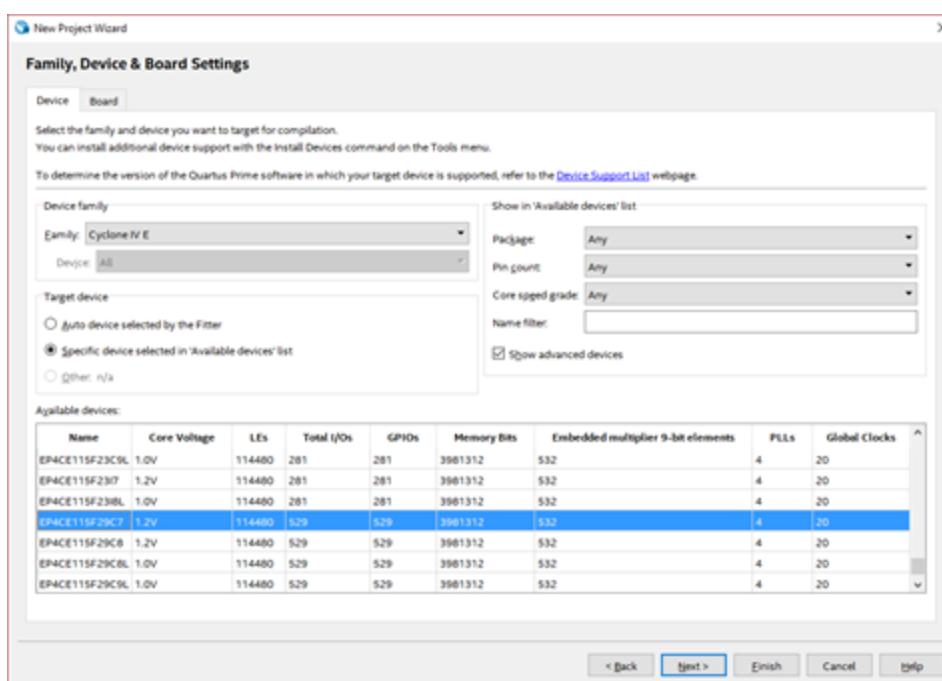 New Project Wizard
Family, Device & Board Settings
Device Board
Select the family and device you want to target for compilation.
You can install additional device support with the Install Devices command on the Tools menu.
To determine the version of the Quartus Prime software in which your target device is supported, refer to the Device Support List webpage.
Device family
Family: Cyclone IV E
Device: All
Show in 'Available devices' list
Package: Any
Pin count: Any
Core speed grade: Any
Name filter:
Show advanced devices
Target device
Auto device selected by the Fitter
Specific device selected in 'Available devices' list
Other: n/a
Available devices:
Name Core Voltage LEs Total I/Os GPIOs Memory Bits Embedded multiplier 9-bit elements PLLs Global Clocks
EP4CE115F23C9L 1.0V 114480 281 281 3981312 532 4 20
EP4CE115F23I7 1.2V 114480 281 281 3981312 532 4 20
EP4CE115F23I8L 1.0V 114480 281 281 3981312 532 4 20
EP4CE115F29C7 1.2V 114480 529 529 3981312 532 4 20
EP4CE115F29C8 1.2V 114480 529 529 3981312 532 4 20
EP4CE115F29C8L 1.0V 114480 529 529 3981312 532 4 20
EP4CE115F29C9L 1.0V 114480 529 529 3981312 532 4 20
< Back Next > Finish Cancel Help